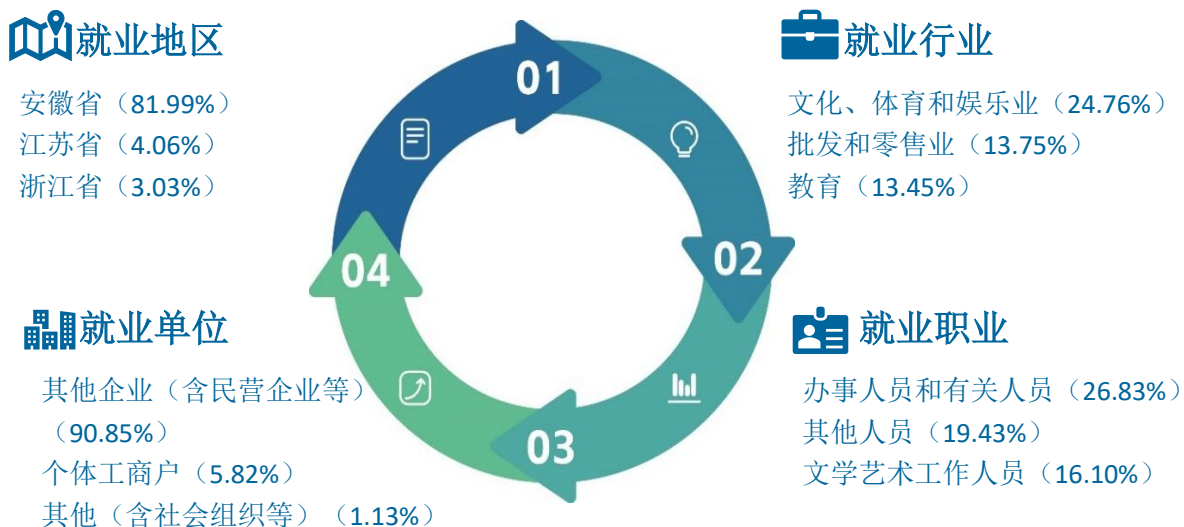 就业地区
安徽省（81.99%）
江苏省（4.06%）
浙江省（3.03%）
01
就业行业
文化、体育和娱乐业（24.76%）
批发和零售业（13.75%）
教育（13.45%）
02
04
就业单位
其他企业（含民营企业等）
（90.85%）
个体工商户（5.82%）
其他（含社会组织等）（1.13%）
03
就业职业
办事人员和有关人员（26.83%）
其他人员（19.43%）
文学艺术工作人员（16.10%）